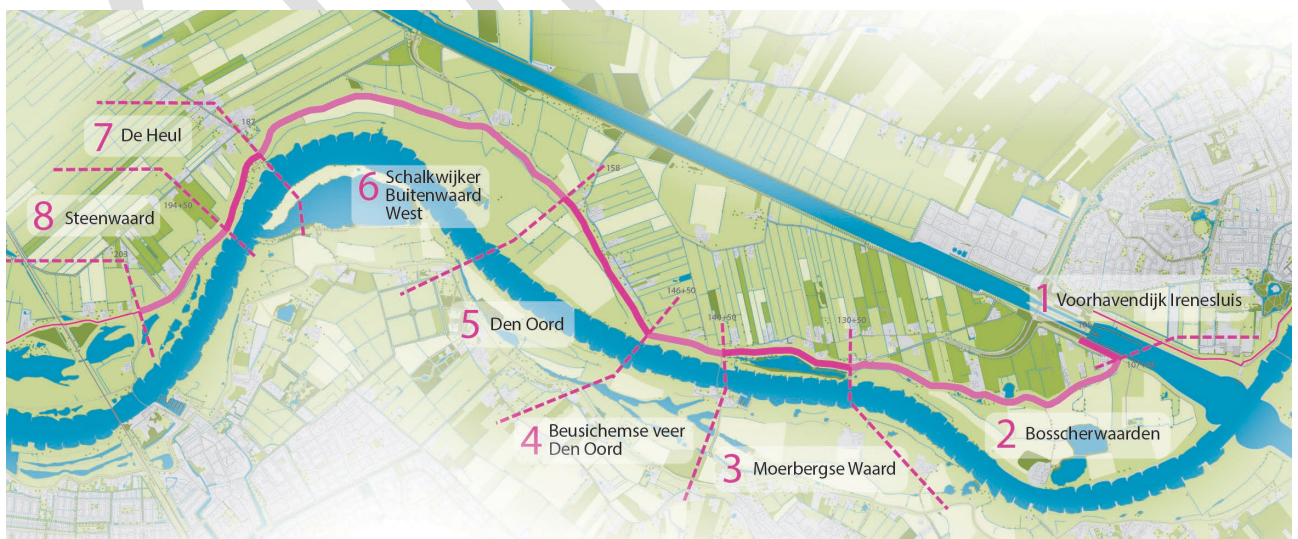 7 De Heul
187
8 Steenwaard
194+50
203
6 Schalkwijker
Buitenwaard
West
158
5 Den Oord
146+50
4 Beusichemse veer
Den Oord
140+50
3 Moerbergse Waard
130+50
2 Bosscherwaarden
1 Voorhavendijk Irenesluis